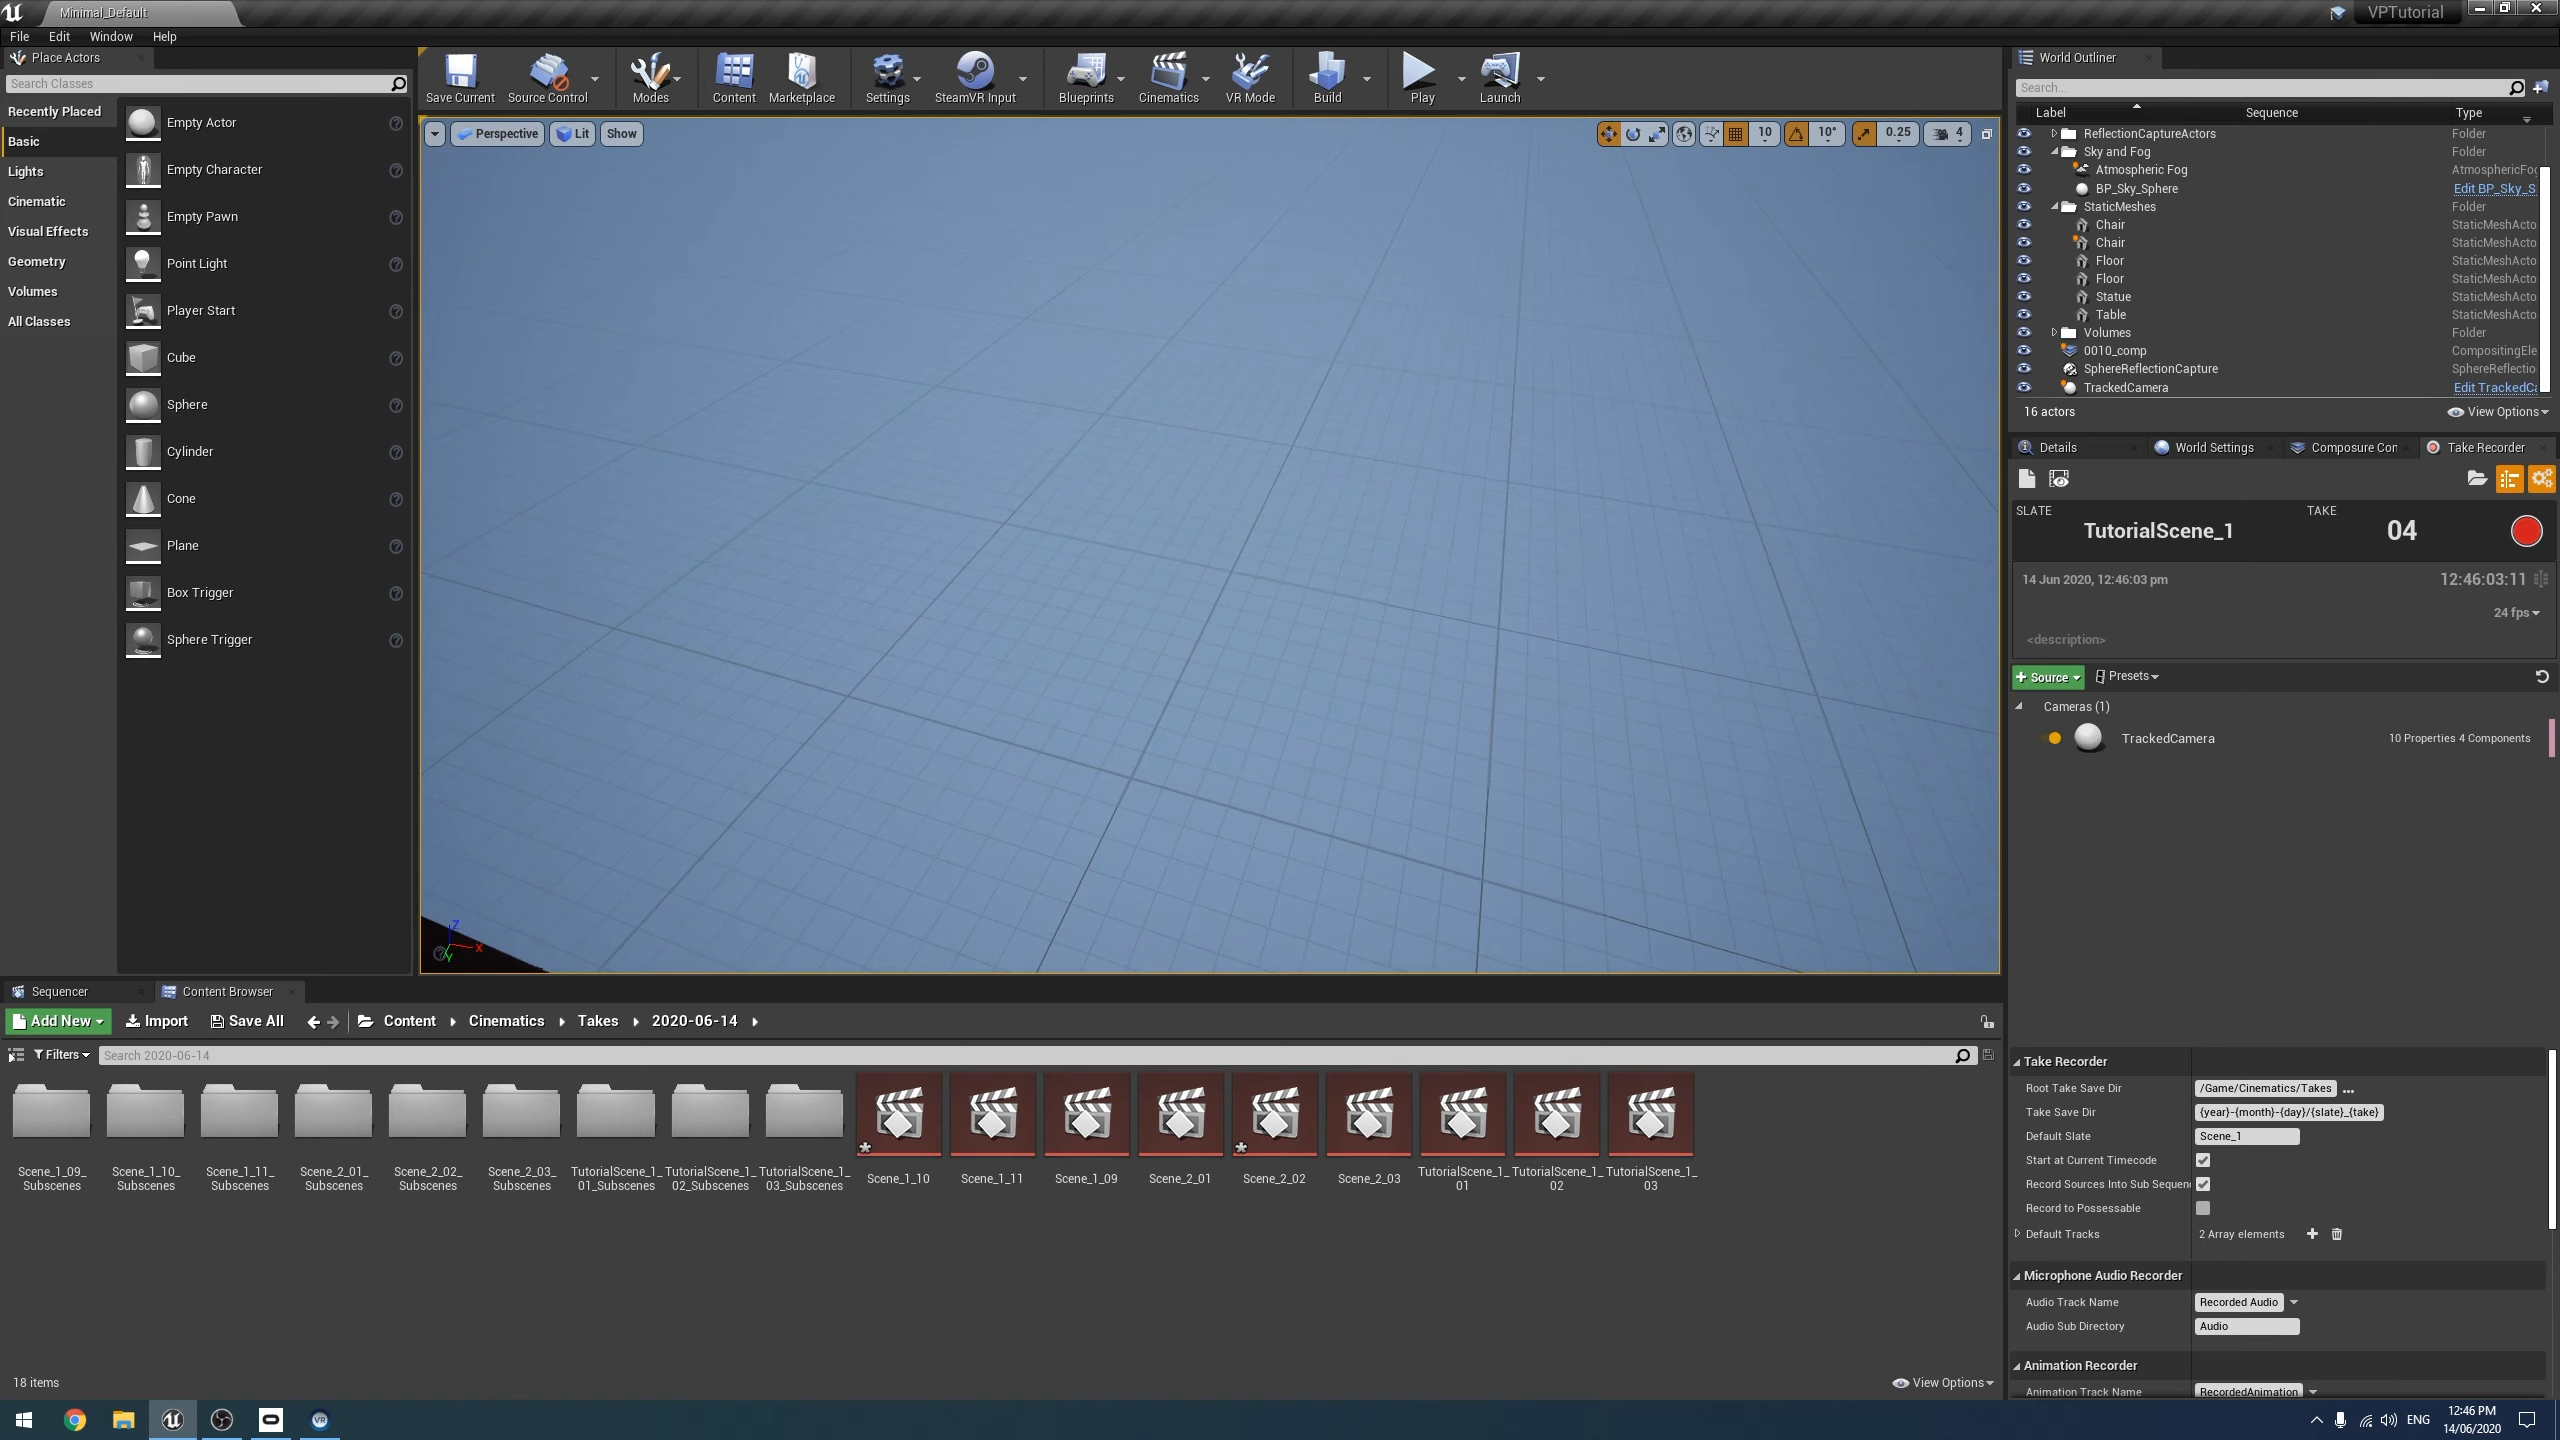 Minimal_Default
VPTutorial
File Edit Window Help
Place Actors
Search Classes
Recently Placed
Basic
Lights
Cinematic
Visual Effects
Geometry
Volumes
All Classes
Empty Actor
Empty Character
Empty Pawn
Point Light
Player Start
Cube
Sphere
Cylinder
Cone
Plane
Box Trigger
Sphere Trigger
Save Current Source Control Modes Content Marketplace Settings SteamVR Input Blueprints Cinematics VR Mode Build Play Launch
Perspective Lit Show
10 10° 0.25 4
Z X Y
World Outliner
Search...
Label Sequence Type
ReflectionCaptureActors Folder
Sky and Fog Folder
Atmospheric Fog AtmosphericFog
BP_Sky_Sphere Edit BP_Sky_S
StaticMeshes Folder
Chair StaticMeshActo
Chair StaticMeshActo
Floor StaticMeshActo
Floor StaticMeshActo
Statue StaticMeshActo
Table StaticMeshActo
Volumes Folder
0010_comp CompositingEle
SphereReflectionCapture SphereReflectio
TrackedCamera Edit TrackedCa
16 actors View Options
Details World Settings Composure Con Take Recorder
SLATE TAKE
TutorialScene_1 04
14 Jun 2020, 12:46:03 pm 12:46:03:11
24 fps
<description>
Source Presets
Cameras (1)
TrackedCamera 10 Properties 4 Components
Take Recorder
Root Take Save Dir /Game/Cinematics/Takes ...
Take Save Dir {year}-{month}-{day}/{slate}_{take}
Default Slate Scene_1
Start at Current Timecode
Record Sources Into Sub Sequen
Record to Possessable
Default Tracks 2 Array elements
Microphone Audio Recorder
Audio Track Name Recorded Audio
Audio Sub Directory Audio
Animation Recorder
Animation Track Name RecordedAnimation
Sequencer Content Browser
Add New Import Save All Content Cinematics Takes 2020-06-14
Filters Search 2020-06-14
Scene_1_09_
Subscenes
Scene_1_10_
Subscenes
Scene_1_11_
Subscenes
Scene_2_01_
Subscenes
Scene_2_02_
Subscenes
Scene_2_03_
Subscenes
TutorialScene_1_
01_Subscenes
TutorialScene_1_
02_Subscenes
TutorialScene_1_
03_Subscenes
Scene_1_10
Scene_1_11
Scene_1_09
Scene_2_01
Scene_2_02
Scene_2_03
TutorialScene_1_
01
TutorialScene_1_
02
TutorialScene_1_
03
18 items View Options
VR
ENG
12:46 PM
14/06/2020